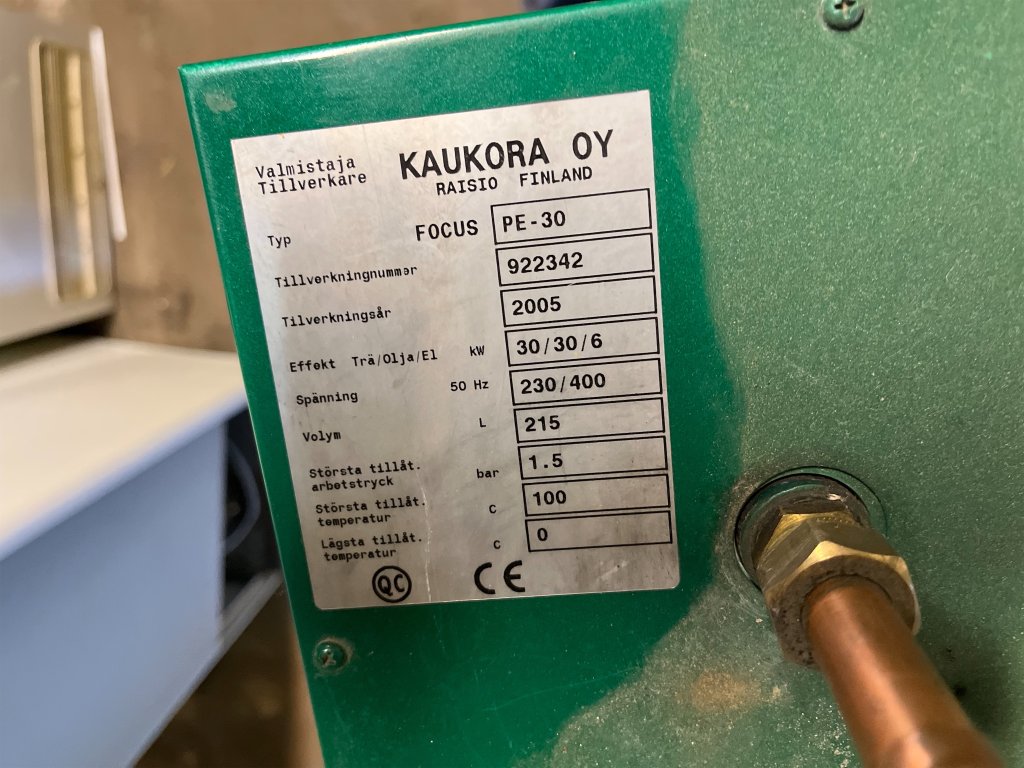 Valmistaja
Tillverkare
KAUKORA OY
RAISIO FINLAND
Typ FOCUS PE-30
Tillverkningnummer 922342
Tilverkningsår 2005
Effekt Trä/Olja/El kW 30/30/6
Spänning 50 Hz 230/400
Volym L 215
Största tillåt.
arbetstryck bar 1.5
Största tillåt.
temperatur C 100
Lägsta tillåt.
temperatur C 0
QC CE